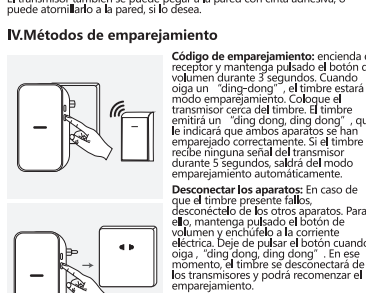 El transmisor también se puede pegar a la pared con cinta adhesiva, o
puede atornillarlo a la pared, si lo desea.
IV.Métodos de emparejamiento
Código de emparejamiento: encienda e
receptor y mantenga pulsado el botón d
volumen durante 3 segundos. Cuando
oiga un “ding-dong”, el timbre estará
modo emparejamiento. Coloque el
transmisor cerca del timbre. El timbre
emitirá un “ding dong, ding dong”, qu
le indicará que ambos aparatos se han
emparejado correctamente. Si el timbre
recibe ninguna señal del transmisor
durante 5 segundos, saldrá del modo
emparejamiento automáticamente.
Desconectar los aparatos: En caso de
que el timbre presente fallos,
desconéctelo de los otros aparatos. Para
ello, mantenga pulsado el botón de
volumen y enchúfelo a la corriente
eléctrica. Deje de pulsar el botón cuando
oiga, “ding dong, ding dong”. En ese
momento, el timbre se desconectará de
los transmisores y podrá recomenzar el
emparejamiento.